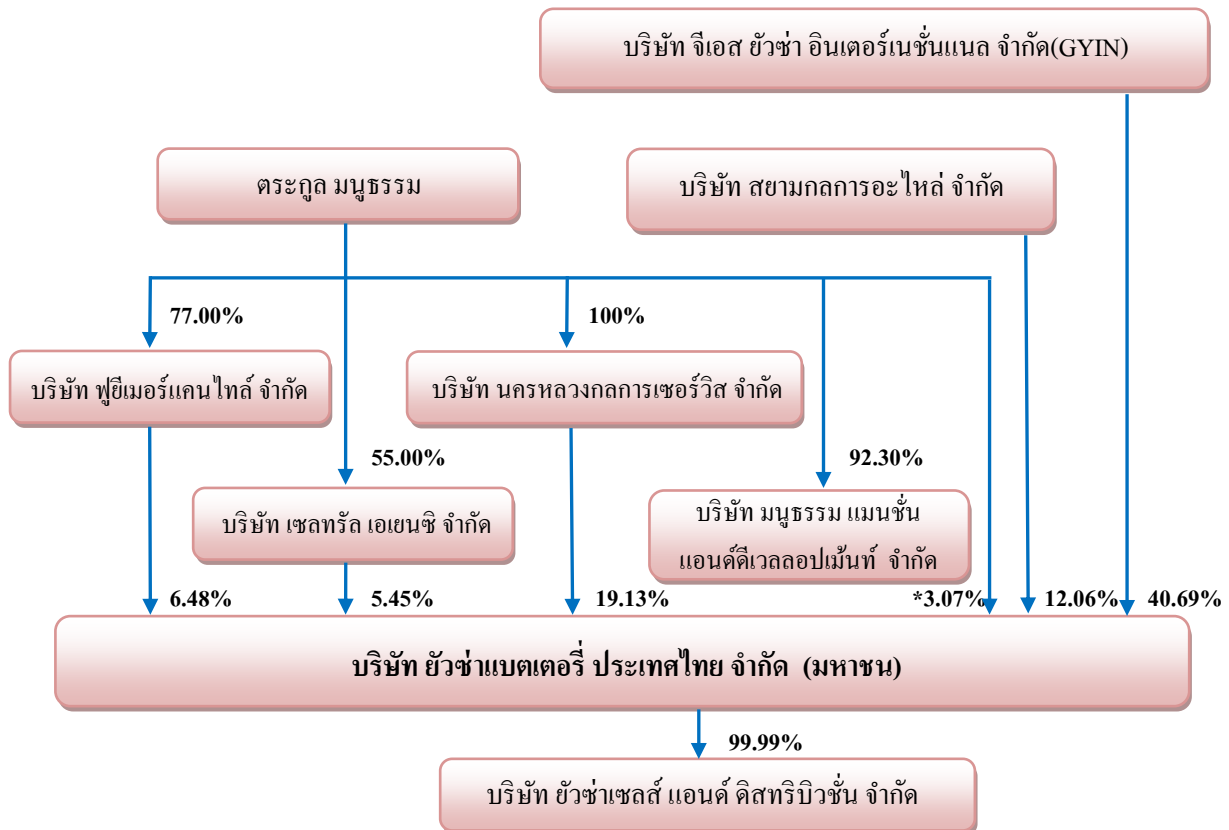 บริษัท จีเอส ยัวซ่า อินเตอร์เนชั่นแนล จำกัด(GYIN)
ตระกูล มนูธรรม
บริษัท สยามกลการอะไหล่ จำกัด
77.00%
100%
บริษัท ฟูยีเมอร์แคนไทล์ จำกัด
บริษัท นครหลวงกลการเซอร์วิส จำกัด
55.00%
92.30%
บริษัท เซลทรัล เอเยนซิ จำกัด
บริษัท มนูธรรม แมนชั่น
แอนด์ดีเวลลอปเม้นท์ จำกัด
6.48%
5.45%
19.13%
*3.07%
12.06%
40.69%
บริษัท ยัวซ่าแบตเตอรี่ ประเทศไทย จำกัด (มหาชน)
99.99%
บริษัท ยัวซ่าเซลส์ แอนด์ ดิสทริบิวชั่น จำกัด